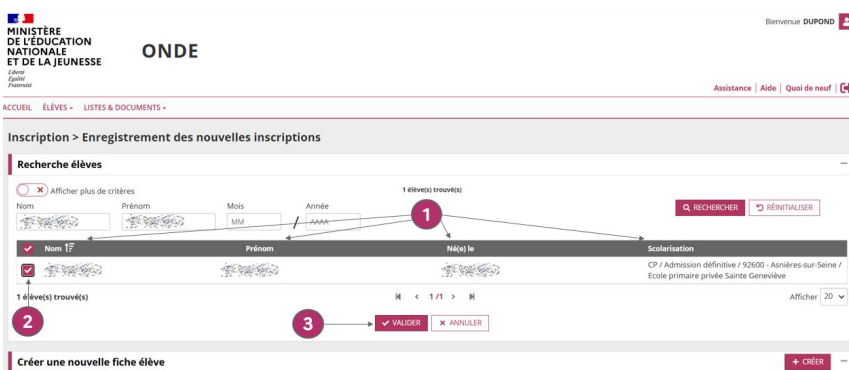 MINISTÈRE
DE L'ÉDUCATION
NATIONALE
ET DE LA JEUNESSE
Liberté
Égalité
Fraternité
ONDE
Bienvenue DUPOND
Assistance | Aide | Quoi de neuf |
ACCUEIL ÉLÈVES LISTES & DOCUMENTS
Inscription > Enregistrement des nouvelles inscriptions
Recherche élèves
Afficher plus de critères
1 élève(s) trouvé(s)
Nom Prénom Mois Année
MM / AAAA
RECHERCHER RÉINITIALISER
1
Nom Prénom Né(e) le Scolarisation
CP / Admission définitive / 92600 - Asnières-sur-Seine /
Ecole primaire privée Sainte Geneviève
1 élève(s) trouvé(s) 1 /1 Afficher 20
2
3
VALIDER ANNULER
Créer une nouvelle fiche élève + CRÉER